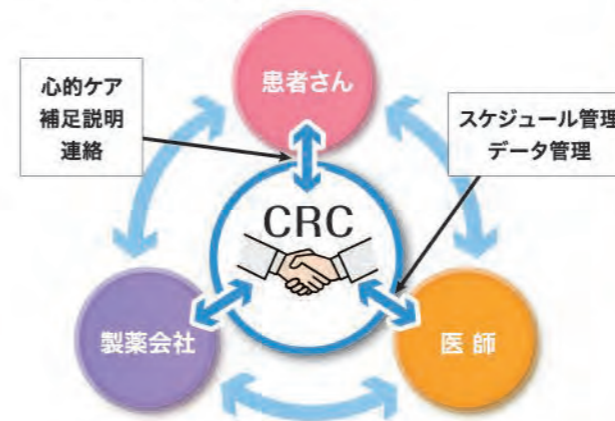 患者さん
心的ケア
補足説明
連絡
スケジュール管理
データ管理
CRC
製薬会社
医師